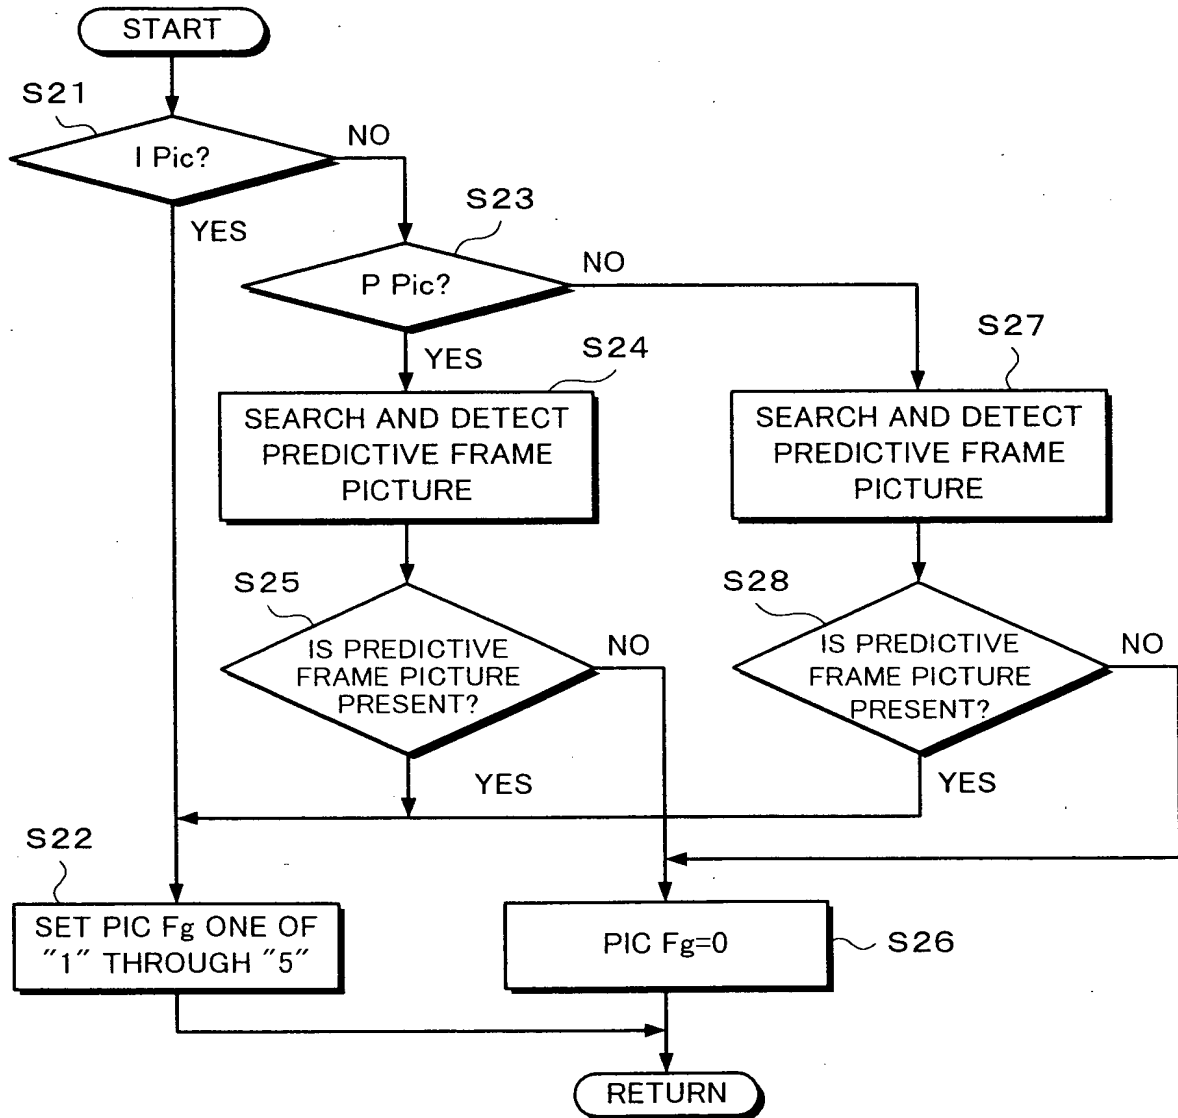 START
S21
I Pic?
NO
YES
S23
P Pic?
NO
YES
S24
S27
SEARCH AND DETECT
PREDICTIVE FRAME
PICTURE
SEARCH AND DETECT
PREDICTIVE FRAME
PICTURE
S25
IS PREDICTIVE
FRAME PICTURE
PRESENT?
NO
YES
S28
IS PREDICTIVE
FRAME PICTURE
PRESENT?
NO
YES
S22
SET PIC Fg ONE OF
"1" THROUGH "5"
PIC Fg=0
S26
RETURN